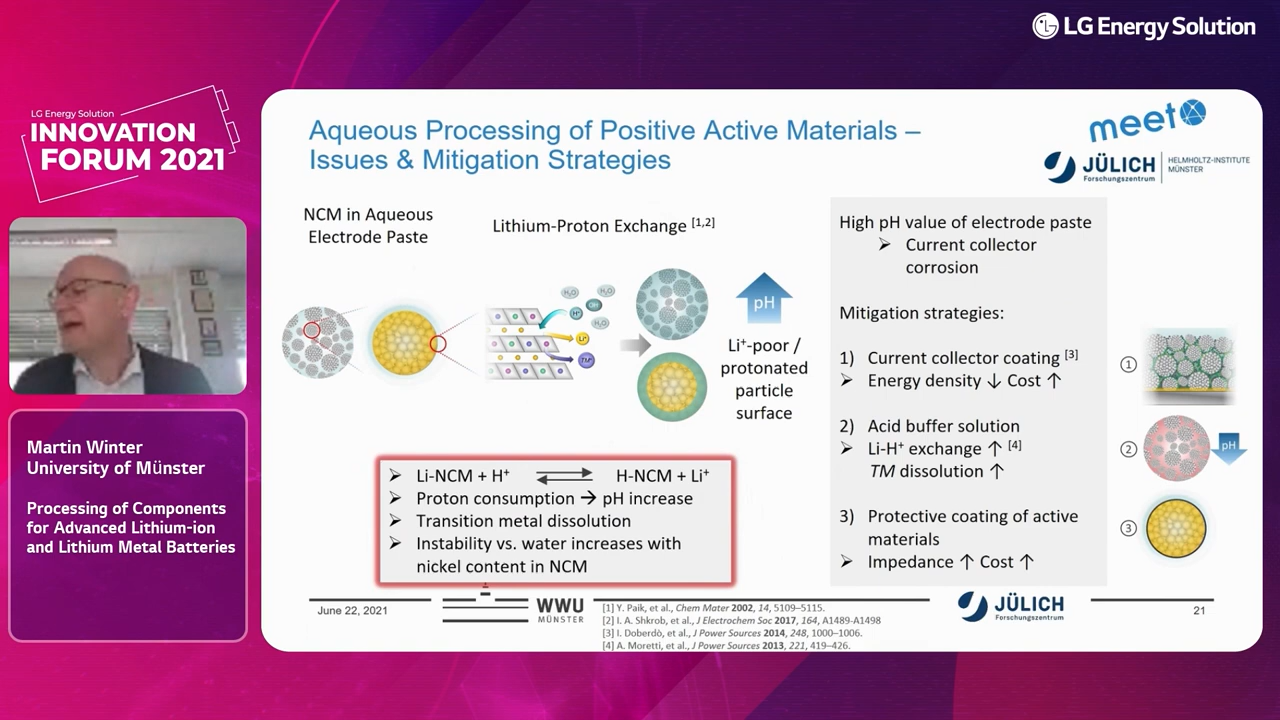 LG Energy Solution
LG Energy Solution
INNOVATION
FORUM 2021
Aqueous Processing of Positive Active Materials –
Issues & Mitigation Strategies
meet
JÜLICH
Forschungszentrum
HELMHOLTZ-INSTITUTE
MÜNSTER
NCM in Aqueous
Electrode Paste
Lithium-Proton Exchange [1,2]
H₂O
H₂O
OH⁻
H⁺
H₂O
Li⁺
TMⁿ⁺
pH
Li⁺-poor /
protonated
particle
surface
➢ Li-NCM + H⁺ ⇌ H-NCM + Li⁺
➢ Proton consumption → pH increase
➢ Transition metal dissolution
➢ Instability vs. water increases with
nickel content in NCM
High pH value of electrode paste
➢ Current collector
corrosion
Mitigation strategies:
1) Current collector coating [3]
➢ Energy density ↓ Cost ↑
2) Acid buffer solution
➢ Li-H⁺ exchange ↑ [4]
TM dissolution ↑
3) Protective coating of active
materials
➢ Impedance ↑ Cost ↑
①
②
pH
③
Martin Winter
University of Münster
Processing of Components
for Advanced Lithium-ion
and Lithium Metal Batteries
June 22, 2021
WWU
MÜNSTER
[1] Y. Paik, et al., Chem Mater 2002, 14, 5109–5115.
[2] I. A. Shkrob, et al., J Electrochem Soc 2017, 164, A1489-A1498
[3] I. Doberdò, et al., J Power Sources 2014, 248, 1000–1006.
[4] A. Moretti, et al., J Power Sources 2013, 221, 419–426.
JÜLICH
Forschungszentrum
21